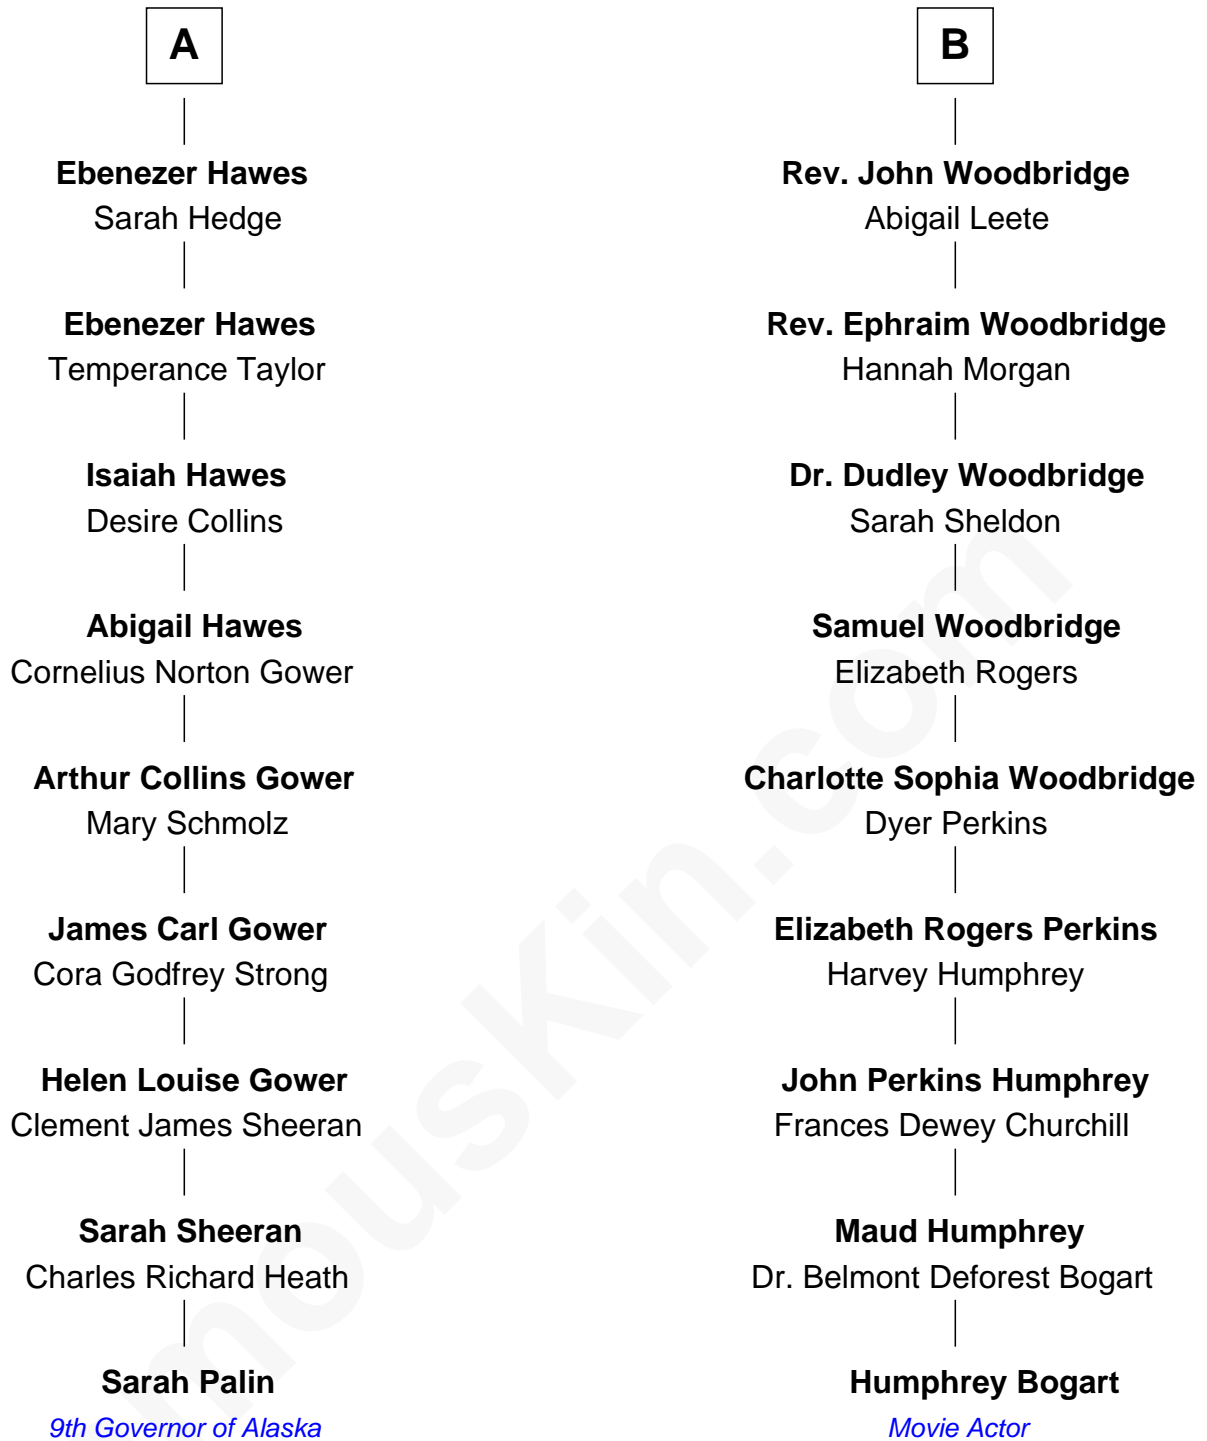 A
Ebenezer Hawes
Sarah Hedge
Ebenezer Hawes
Temperance Taylor
Isaiah Hawes
Desire Collins
Abigail Hawes
Cornelius Norton Gower
Arthur Collins Gower
Mary Schmolz
James Carl Gower
Cora Godfrey Strong
Helen Louise Gower
Clement James Sheeran
Sarah Sheeran
Charles Richard Heath
Sarah Palin
9th Governor of Alaska
B
Rev. John Woodbridge
Abigail Leete
Rev. Ephraim Woodbridge
Hannah Morgan
Dr. Dudley Woodbridge
Sarah Sheldon
Samuel Woodbridge
Elizabeth Rogers
Charlotte Sophia Woodbridge
Dyer Perkins
Elizabeth Rogers Perkins
Harvey Humphrey
John Perkins Humphrey
Frances Dewey Churchill
Maud Humphrey
Dr. Belmont Deforest Bogart
Humphrey Bogart
Movie Actor
mousKin.com